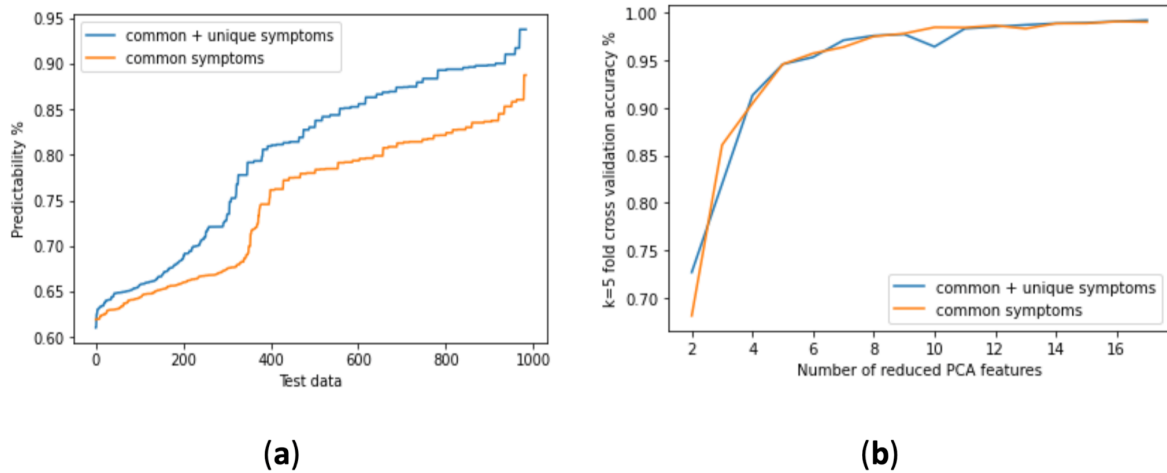 0.95
0.90
0.85
0.80
0.75
0.70
0.65
0.60
Predictability %
common + unique symptoms
common symptoms
0 200 400 600 800 1000
Test data
(a)
1.00
0.95
0.90
0.85
0.80
0.75
0.70
k=5 fold cross validation accuracy %
common + unique symptoms
common symptoms
2 4 6 8 10 12 14 16
Number of reduced PCA features
(b)